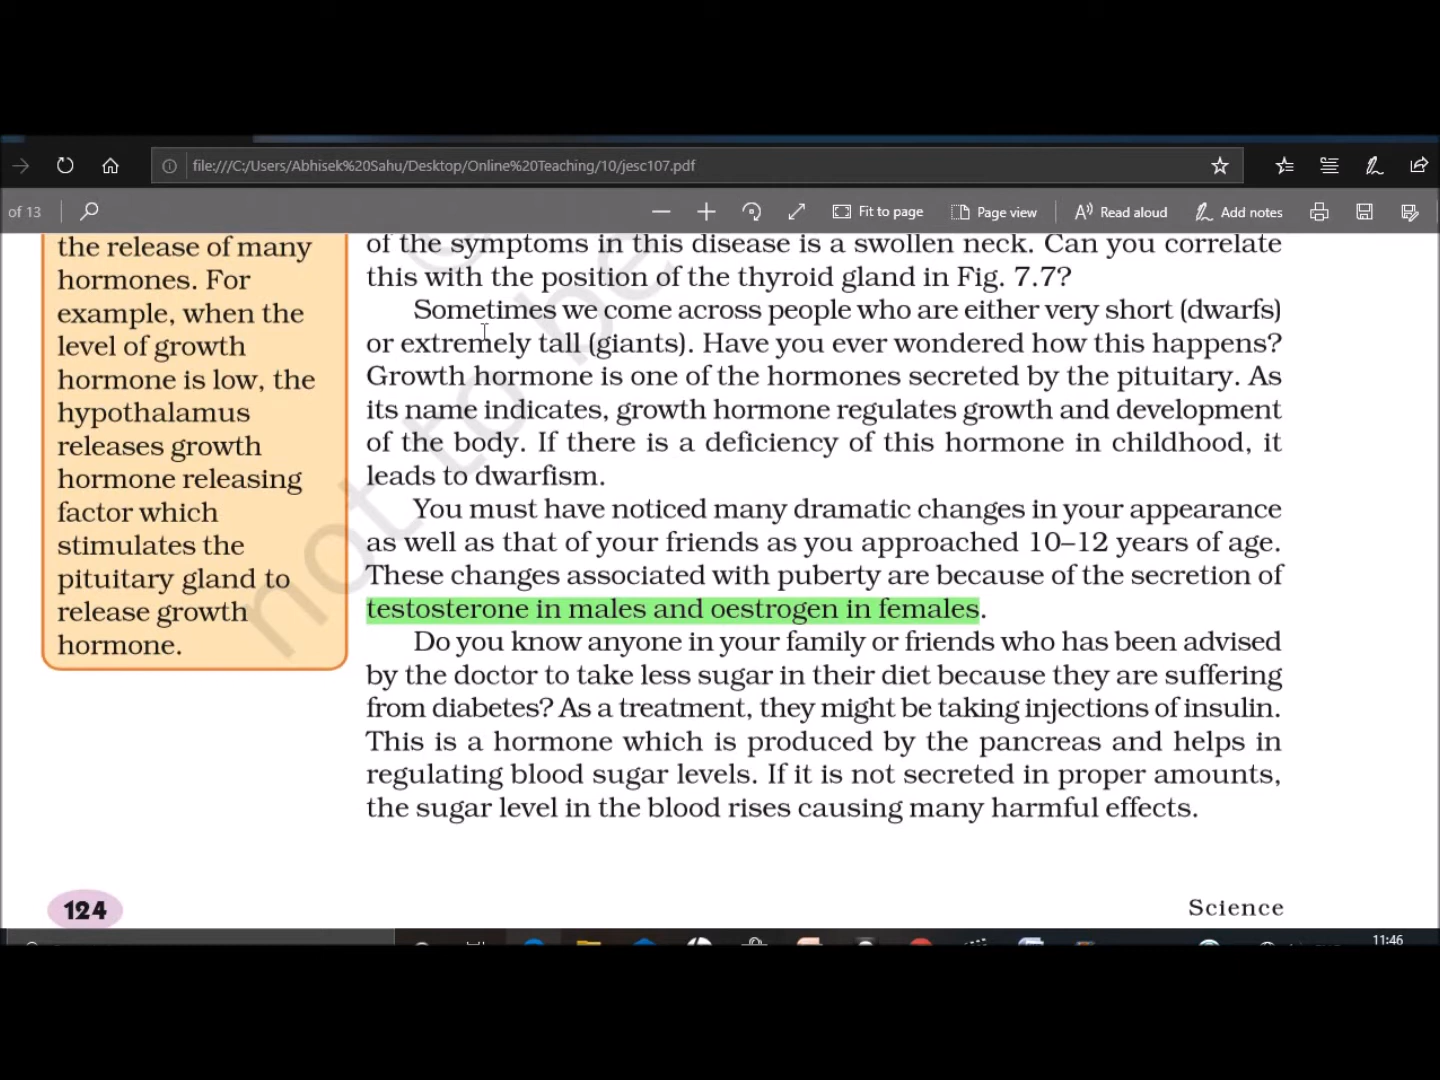 file:///C:/Users/Abhisek%20Sahu/Desktop/Online%20Teaching/10/jesc107.pdf
of 13
Fit to page
Page view
Read aloud
Add notes
the release of many
hormones. For
example, when the
level of growth
hormone is low, the
hypothalamus
releases growth
hormone releasing
factor which
stimulates the
pituitary gland to
release growth
hormone.
of the symptoms in this disease is a swollen neck. Can you correlate
this with the position of the thyroid gland in Fig. 7.7?
Sometimes we come across people who are either very short (dwarfs)
or extremely tall (giants). Have you ever wondered how this happens?
Growth hormone is one of the hormones secreted by the pituitary. As
its name indicates, growth hormone regulates growth and development
of the body. If there is a deficiency of this hormone in childhood, it
leads to dwarfism.
You must have noticed many dramatic changes in your appearance
as well as that of your friends as you approached 10–12 years of age.
These changes associated with puberty are because of the secretion of
testosterone in males and oestrogen in females.
Do you know anyone in your family or friends who has been advised
by the doctor to take less sugar in their diet because they are suffering
from diabetes? As a treatment, they might be taking injections of insulin.
This is a hormone which is produced by the pancreas and helps in
regulating blood sugar levels. If it is not secreted in proper amounts,
the sugar level in the blood rises causing many harmful effects.
not to be
124
Science
11:46